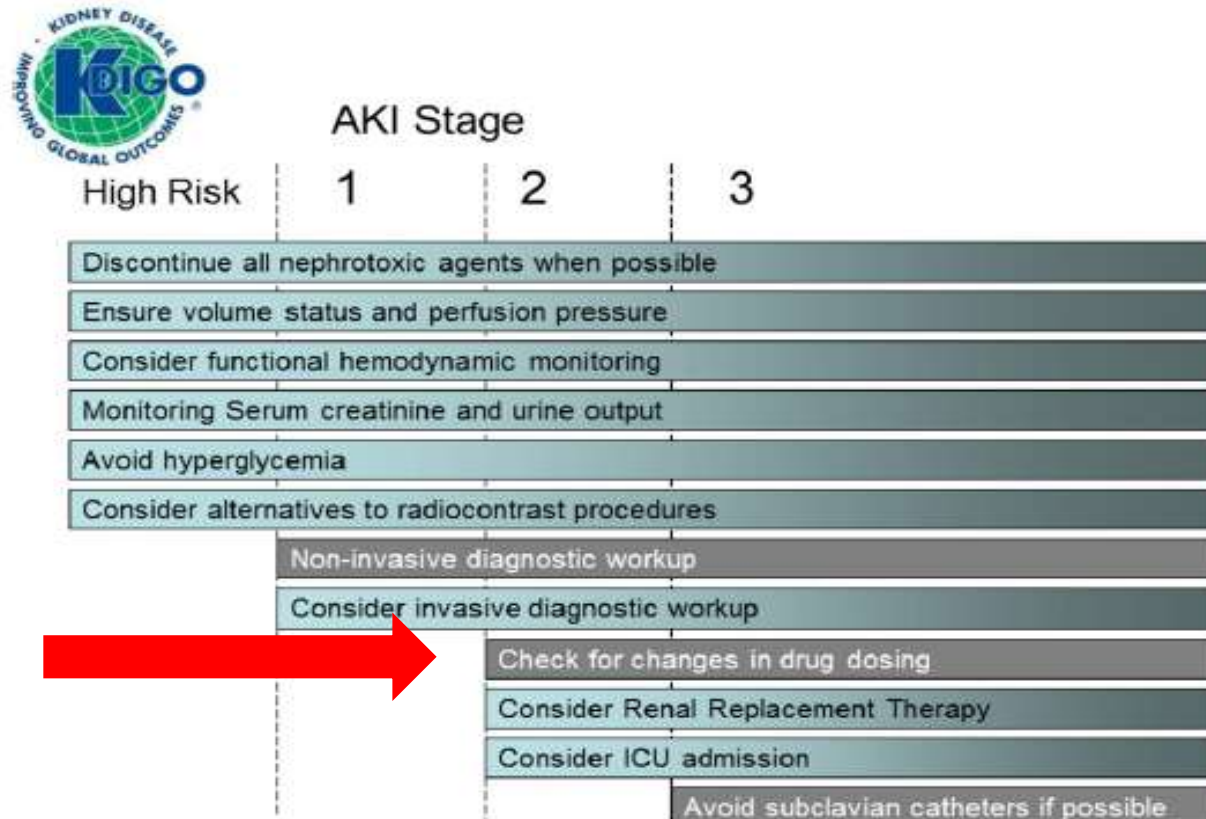 KIDNEY DISEASE
IMPROVING GLOBAL OUTCOMES
KDIGO
®
AKI Stage
High Risk 1 2 3
Discontinue all nephrotoxic agents when possible
Ensure volume status and perfusion pressure
Consider functional hemodynamic monitoring
Monitoring Serum creatinine and urine output
Avoid hyperglycemia
Consider alternatives to radiocontrast procedures
Non-invasive diagnostic workup
Consider invasive diagnostic workup
Check for changes in drug dosing
Consider Renal Replacement Therapy
Consider ICU admission
Avoid subclavian catheters if possible